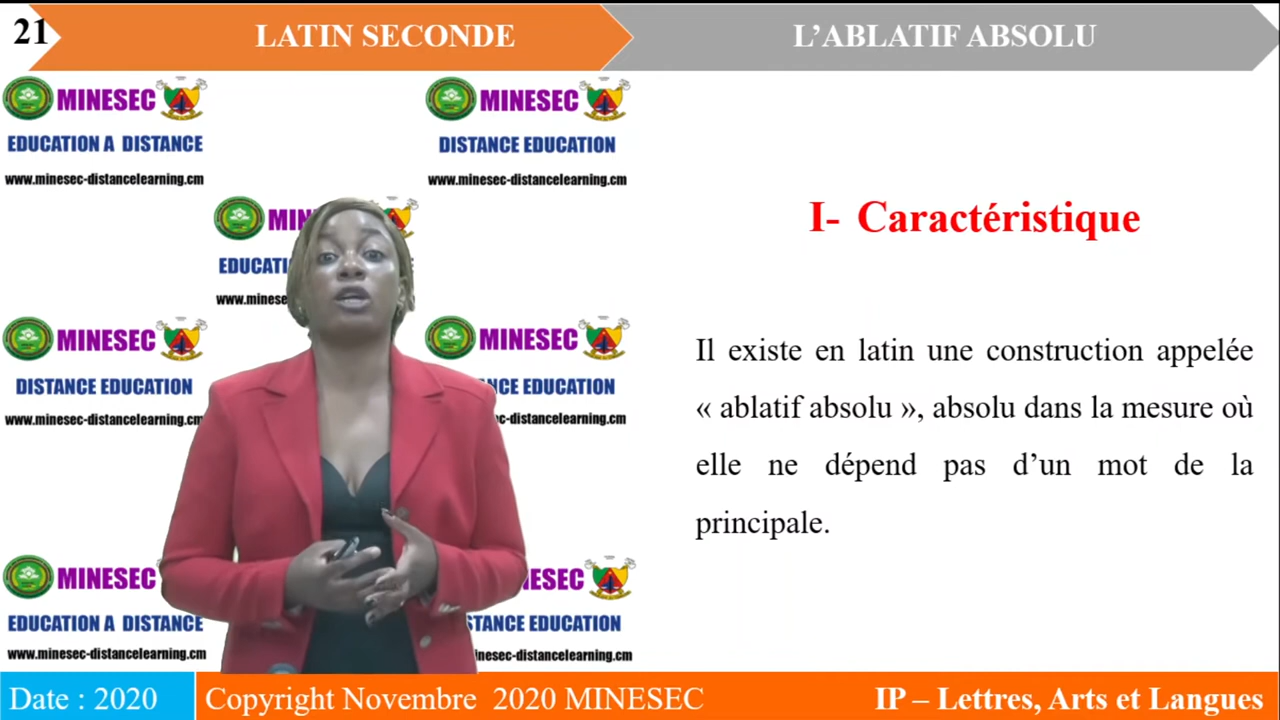 21
LATIN SECONDE
L’ABLATIF ABSOLU
MINESEC
EDUCATION A DISTANCE
www.minesec-distancelearning.cm
MINESEC
DISTANCE EDUCATION
www.minesec-distancelearning.cm
MINESEC
DISTANCE EDUCATION
www.minesec-distancelearning.cm
MINESEC
MINESEC
EDUCATION A DISTANCE
www.minesec-distancelearning.cm
I- Caractéristique
Il existe en latin une construction appelée
« ablatif absolu », absolu dans la mesure où
elle ne dépend pas d’un mot de la
principale.
Date : 2020
Copyright Novembre 2020 MINESEC
IP – Lettres, Arts et Langues